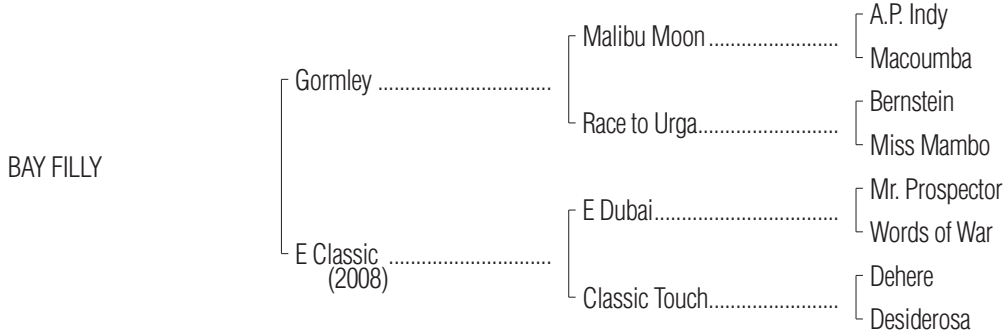 A.P. Indy
Malibu Moon ........................
Macoumba
Gormley ................................
Bernstein
Race to Urga..........................
Miss Mambo
BAY FILLY
Mr. Prospector
E Dubai..................................
Words of War
E Classic ..............................
(2008)
Dehere
Classic Touch........................
Desiderosa